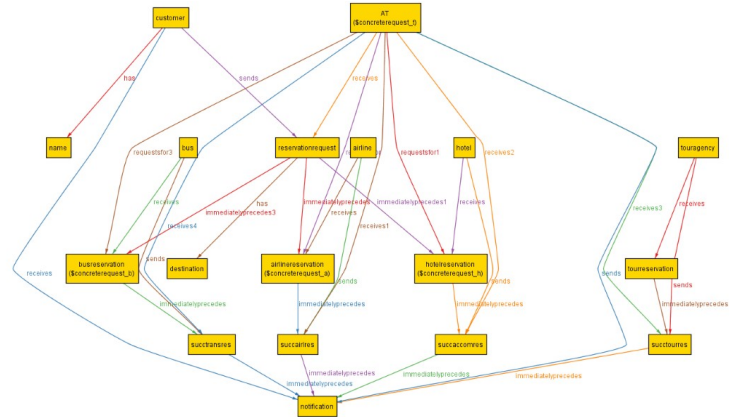 customer
AT
($concreterequest_t)
has
sends
receives
name
bus
reservationrequest
airline
hotel
touragency
requestsfor3
requestsfor1
receives2
receives
immediatelyprecedes3
has
immediatelyprecedes1
receives
receives
receives
receives4
receives1
receives3
busreservation
($concreterequest_b)
sends
destination
airlinereservation
($concreterequest_a)
hotelreservation
($concreterequest_h)
tourreservation
receives
sends
sends
sends
sends
immediatelyprecedes
immediatelyprecedes
immediatelyprecedes
immediatelyprecedes
succtransres
succairres
succaccomres
succtourres
immediatelyprecedes
immediatelyprecedes
immediatelyprecedes
immediatelyprecedes
notification